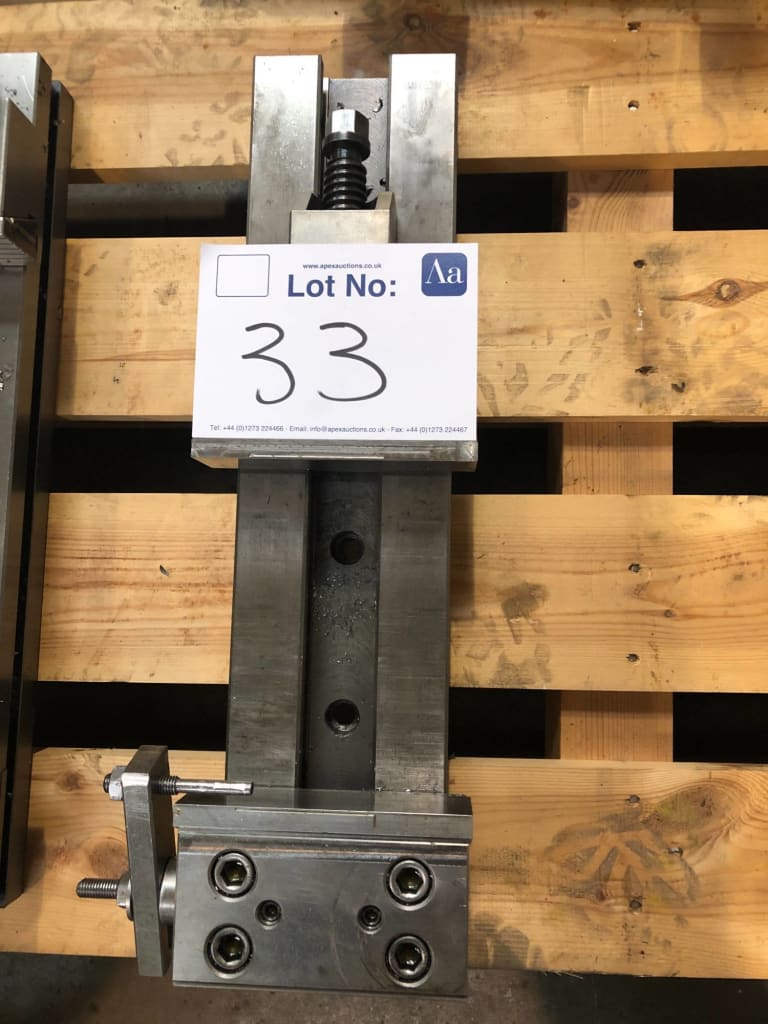 www.apexauctions.co.uk
Lot No:
Aa
33
Tel: +44 (0)1273 224466 - Email: info@apexauctions.co.uk - Fax: +44 (0)1273 224467